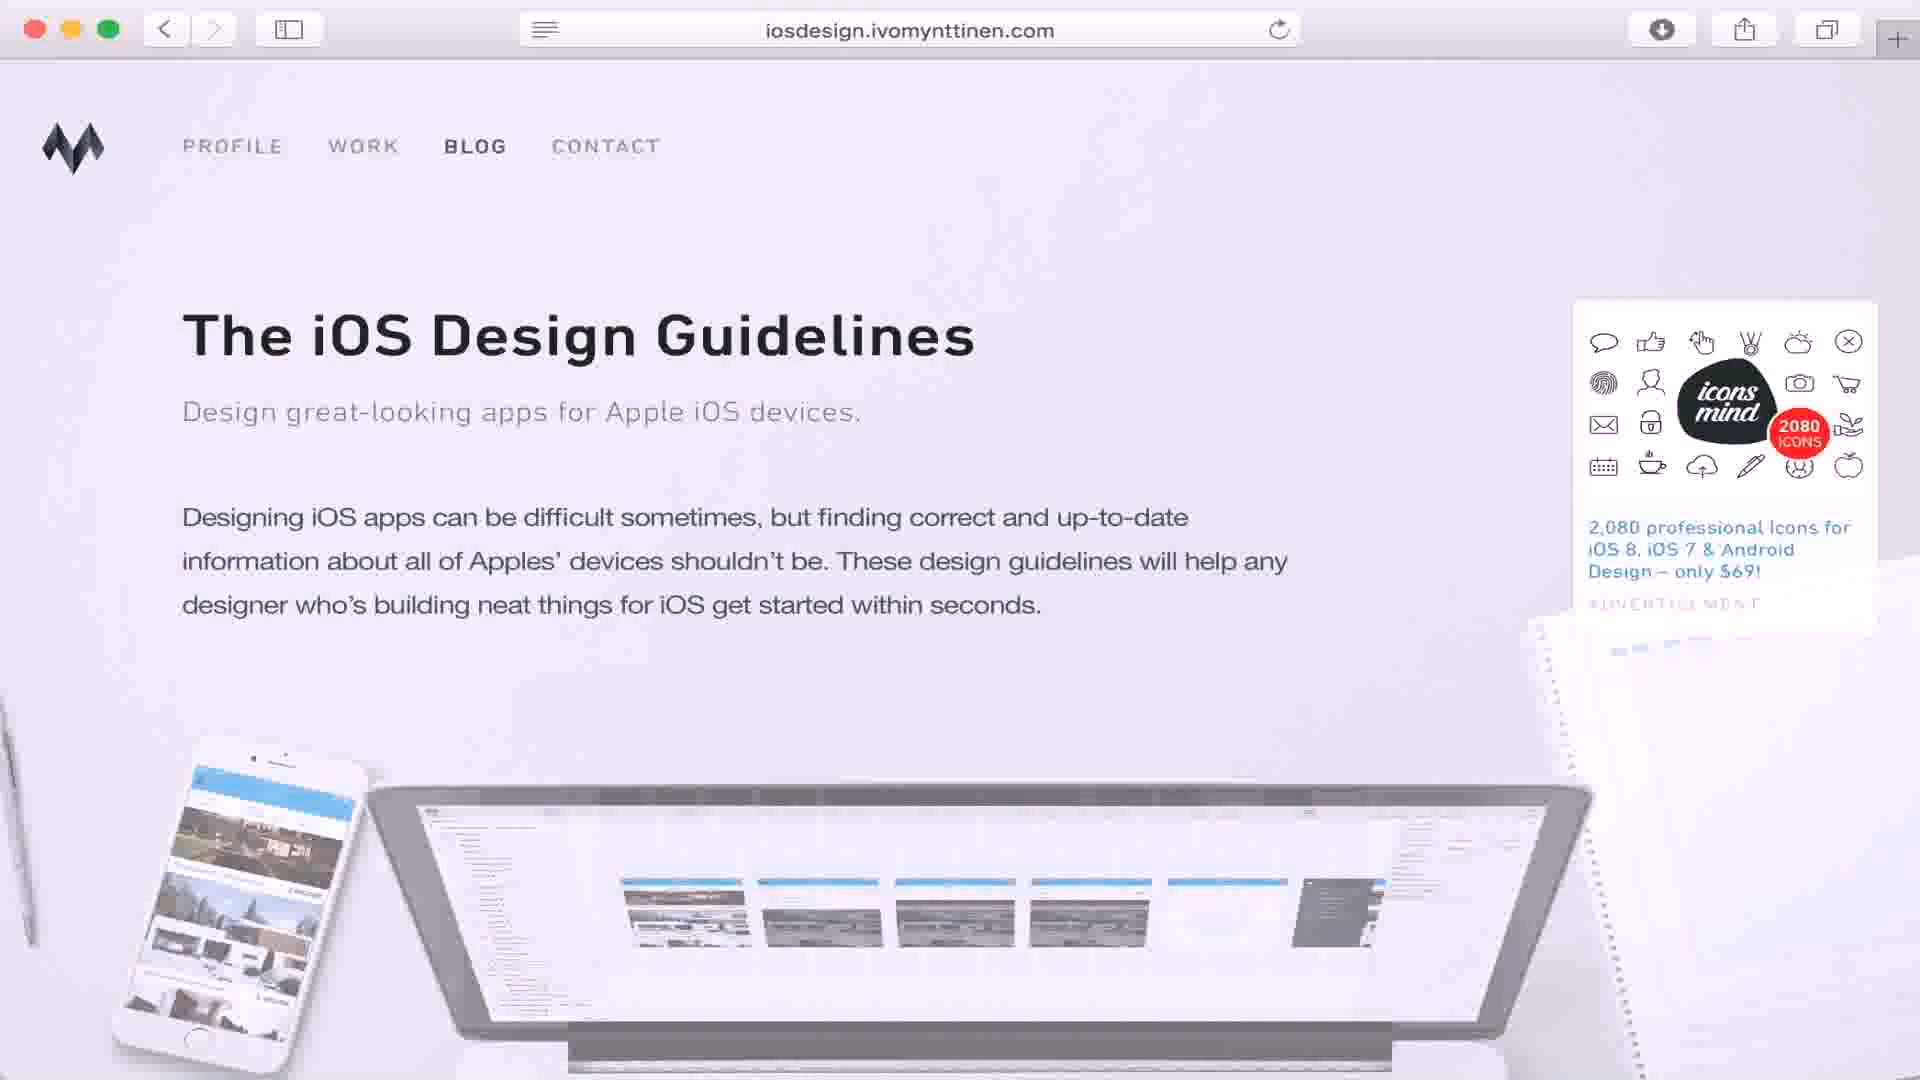 iosdesign.ivomynttinen.com
PROFILE WORK BLOG CONTACT
The iOS Design Guidelines
Design great-looking apps for Apple iOS devices.
Designing iOS apps can be difficult sometimes, but finding correct and up-to-date
information about all of Apples’ devices shouldn’t be. These design guidelines will help any
designer who’s building neat things for iOS get started within seconds.
icons
mind
2080
ICONS
2,080 professional Icons for
iOS 8, iOS 7 & Android
Design – only $69!
ADVERTISEMENT